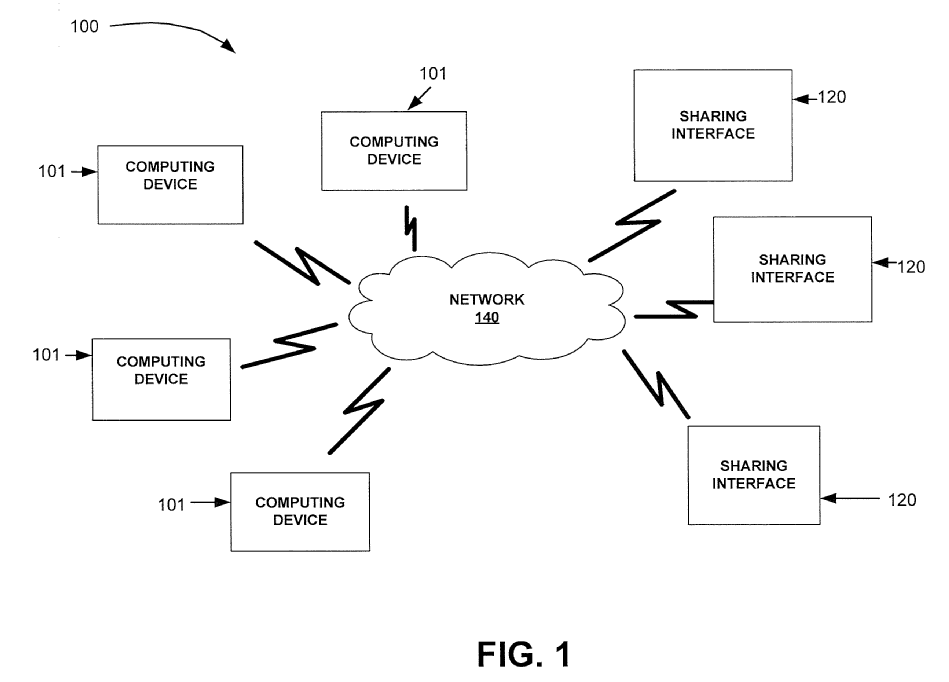 100
101
COMPUTING
DEVICE
120
SHARING
INTERFACE
101
COMPUTING
DEVICE
120
SHARING
INTERFACE
NETWORK
140
101
COMPUTING
DEVICE
120
SHARING
INTERFACE
101
COMPUTING
DEVICE
FIG. 1